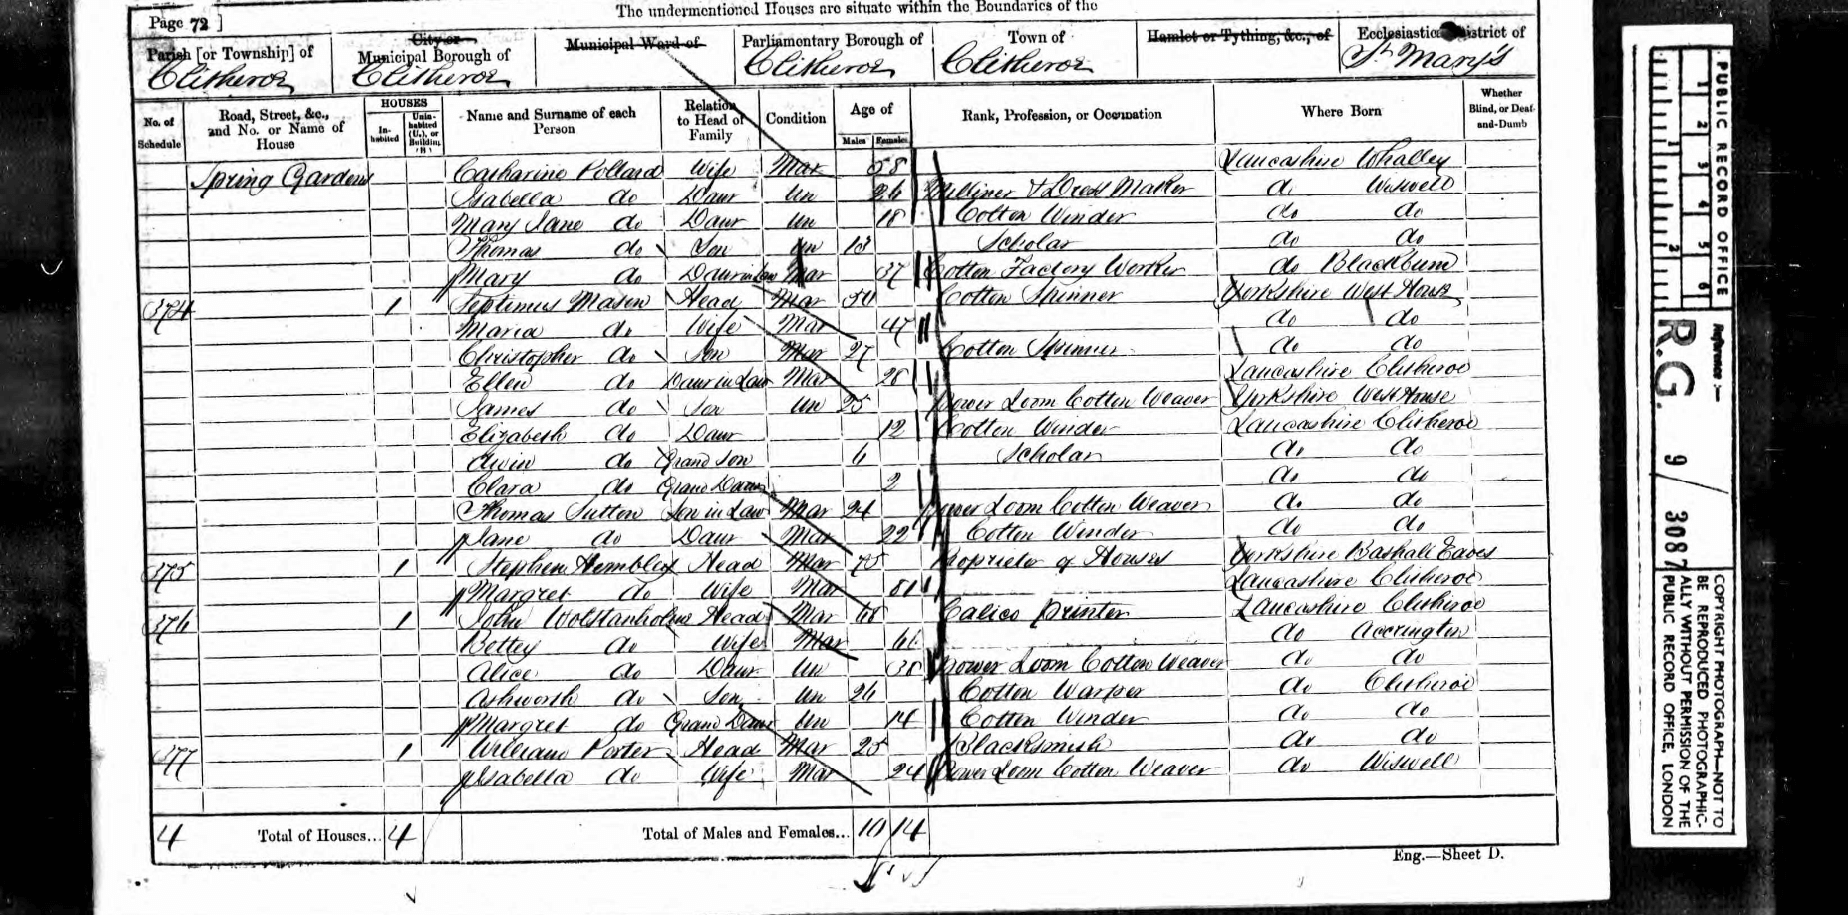 The undermentioned Houses are situate within the Boundaries of the
Page 72 ]
Parish [or Township] of City or Municipal Borough of Municipal Ward of Parliamentary Borough of Town of Hamlet or Tything, &c., of Ecclesiastical District of
Clitheroe Clitheroe Clitheroe Clitheroe St Mary's
No. of Schedule Road, Street, &c., and No. or Name of House HOUSES Inhabited Uninhabited (U.), or Building (B) Name and Surname of each Person Relation to Head of Family Condition Age of Males Females Rank, Profession, or Occupation Where Born Whether Blind, or Deaf-and-Dumb
Spring Gardens Catharine Pollard Wife Mar 58 Lancashire Whalley
Isabella do Daur Un 26 Milliner & Dress Maker do Wiswell
Mary Jane do Daur Un 18 Cotton Winder do do
Thomas do Son Un 13 Scholar do do
Mary do Daur in Law Mar 37 Cotton Factory Worker do Blackburn
374 1 Septimus Mason Head Mar 50 Cotton Spinner Yorkshire West House
Maria do Wife Mar 47 do do
Christopher do Son Mar 27 Cotton Spinner do do
Ellen do Daur in Law Mar 28 Lancashire Clitheroe
James do Son Un 25 Power Loom Cotton Weaver Yorkshire West House
Elizabeth do Daur 12 Cotton Winder Lancashire Clitheroe
do Grand Son 6 Scholar do do
Clara do Grand Daur 2 do do
Thomas Sutton Son in Law Mar 24 Power Loom Cotton Weaver do do
Jane do Daur Mar 22 Cotton Winder do do
375 1 Stephen Head Mar 75 Proprietor of Houses Yorkshire Bashall Eaves
Margret do Wife Mar Lancashire Clitheroe
376 1 John Wolstanholme Head Mar 68 Calico Printer Lancashire Clitheroe
Bettey do Wife Mar 66 do Accrington
Alice do Daur Un 38 Power Loom Cotton Weaver do do
Ashworth do Son Un 26 Cotton Warper do Clitheroe
Margret do Grand Daur Un 14 Cotton Winder do do
377 1 William Porter Head Mar 25 Blacksmith do do
Isabella do Wife Mar 24 Power Loom Cotton Weaver do Wiswell
4 Total of Houses... 4 Total of Males and Females... 10 14
Eng.—Sheet D.
PUBLIC RECORD OFFICE
1 2 3 4 5 6
1 2
Reference :—
R.G. 9/3087
COPYRIGHT PHOTOGRAPH—NOT TO
BE REPRODUCED PHOTOGRAPHIC-
ALLY WITHOUT PERMISSION OF THE
PUBLIC RECORD OFFICE, LONDON